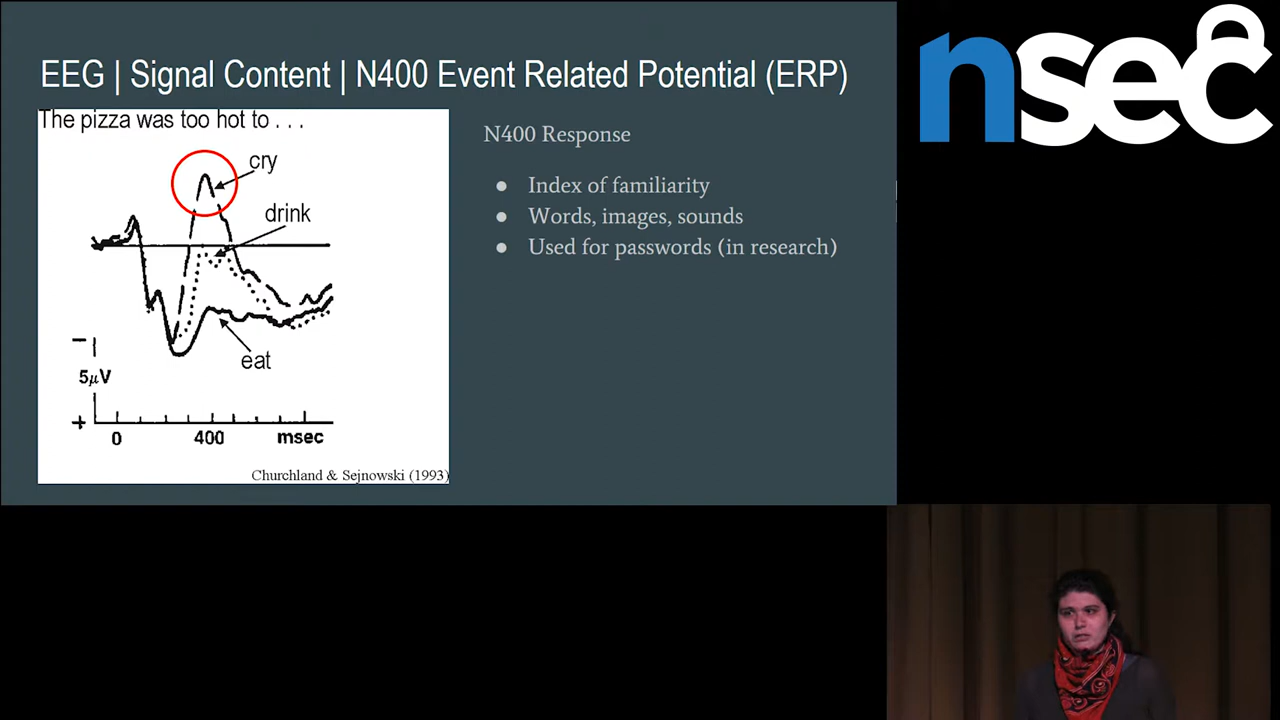 EEG | Signal Content | N400 Event Related Potential (ERP)
nsec
The pizza was too hot to . . .
cry
drink
eat
−
5μV
+
0 400 msec
Churchland & Sejnowski (1993)
N400 Response
● Index of familiarity
● Words, images, sounds
● Used for passwords (in research)